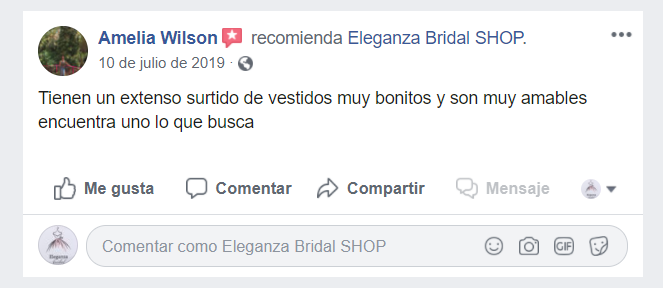 Amelia Wilson recomienda Eleganza Bridal SHOP.
10 de julio de 2019 ·
Tienen un extenso surtido de vestidos muy bonitos y son muy amables
encuentra uno lo que busca
Me gusta Comentar Compartir Mensaje
Comentar como Eleganza Bridal SHOP GIF
Eleganza